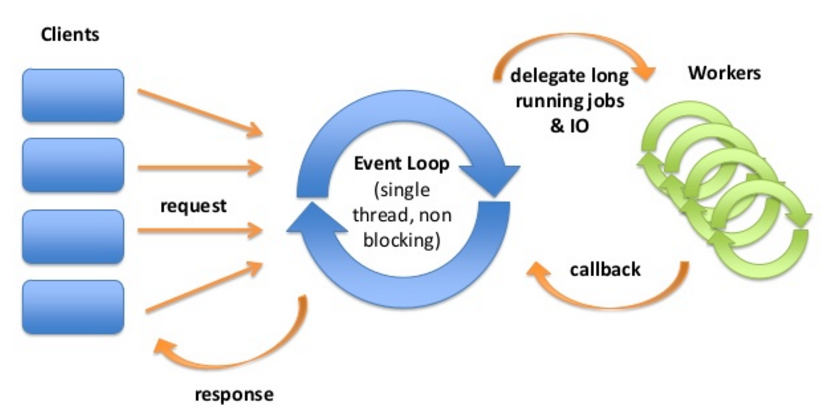 Clients
request
response
Event Loop
(single
thread, non
blocking)
delegate long
running jobs
& IO
callback
Workers